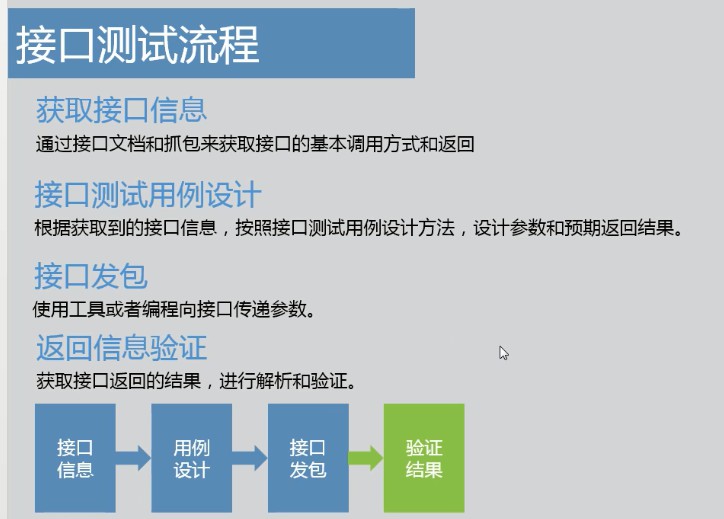 接口测试流程
获取接口信息
通过接口文档和抓包来获取接口的基本调用方式和返回
接口测试用例设计
根据获取到的接口信息，按照接口测试用例设计方法，设计参数和预期返回结果。
接口发包
使用工具或者编程向接口传递参数。
返回信息验证
获取接口返回的结果，进行解析和验证。
接口
信息
用例
设计
接口
发包
验证
结果